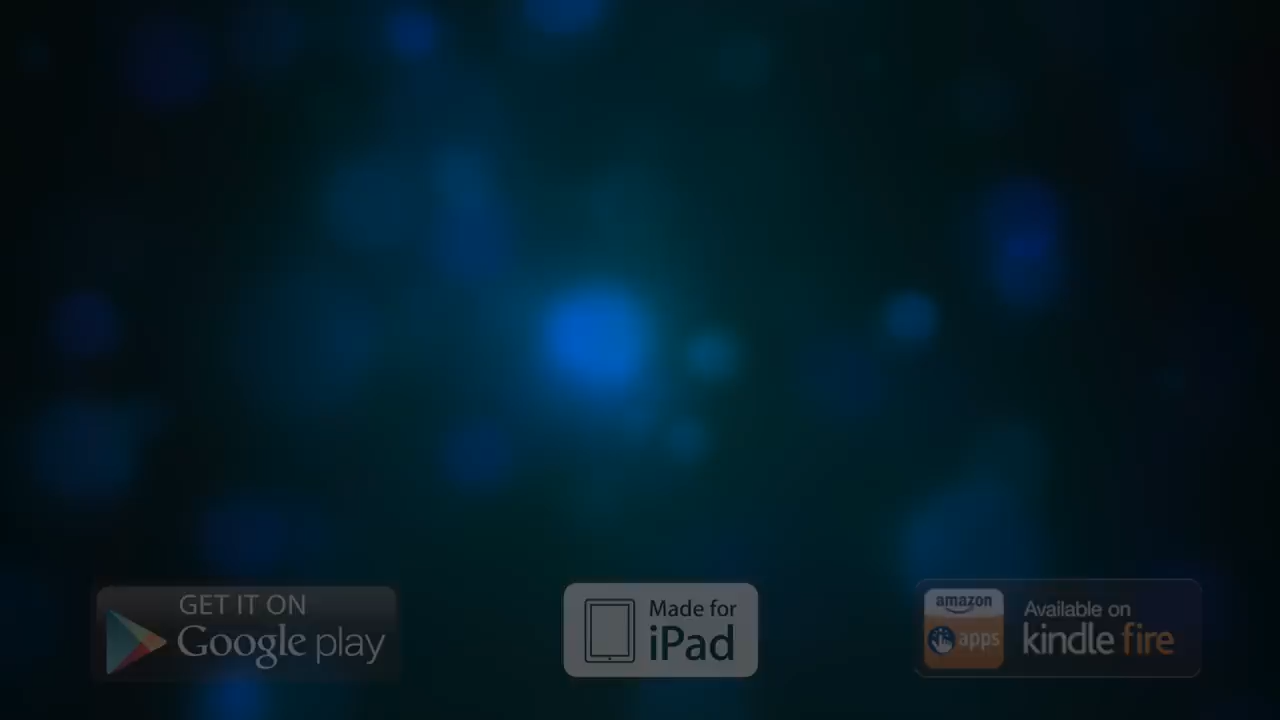 GET IT ON
Google play
Made for
iPad
amazon
apps
Available on
kindle fire